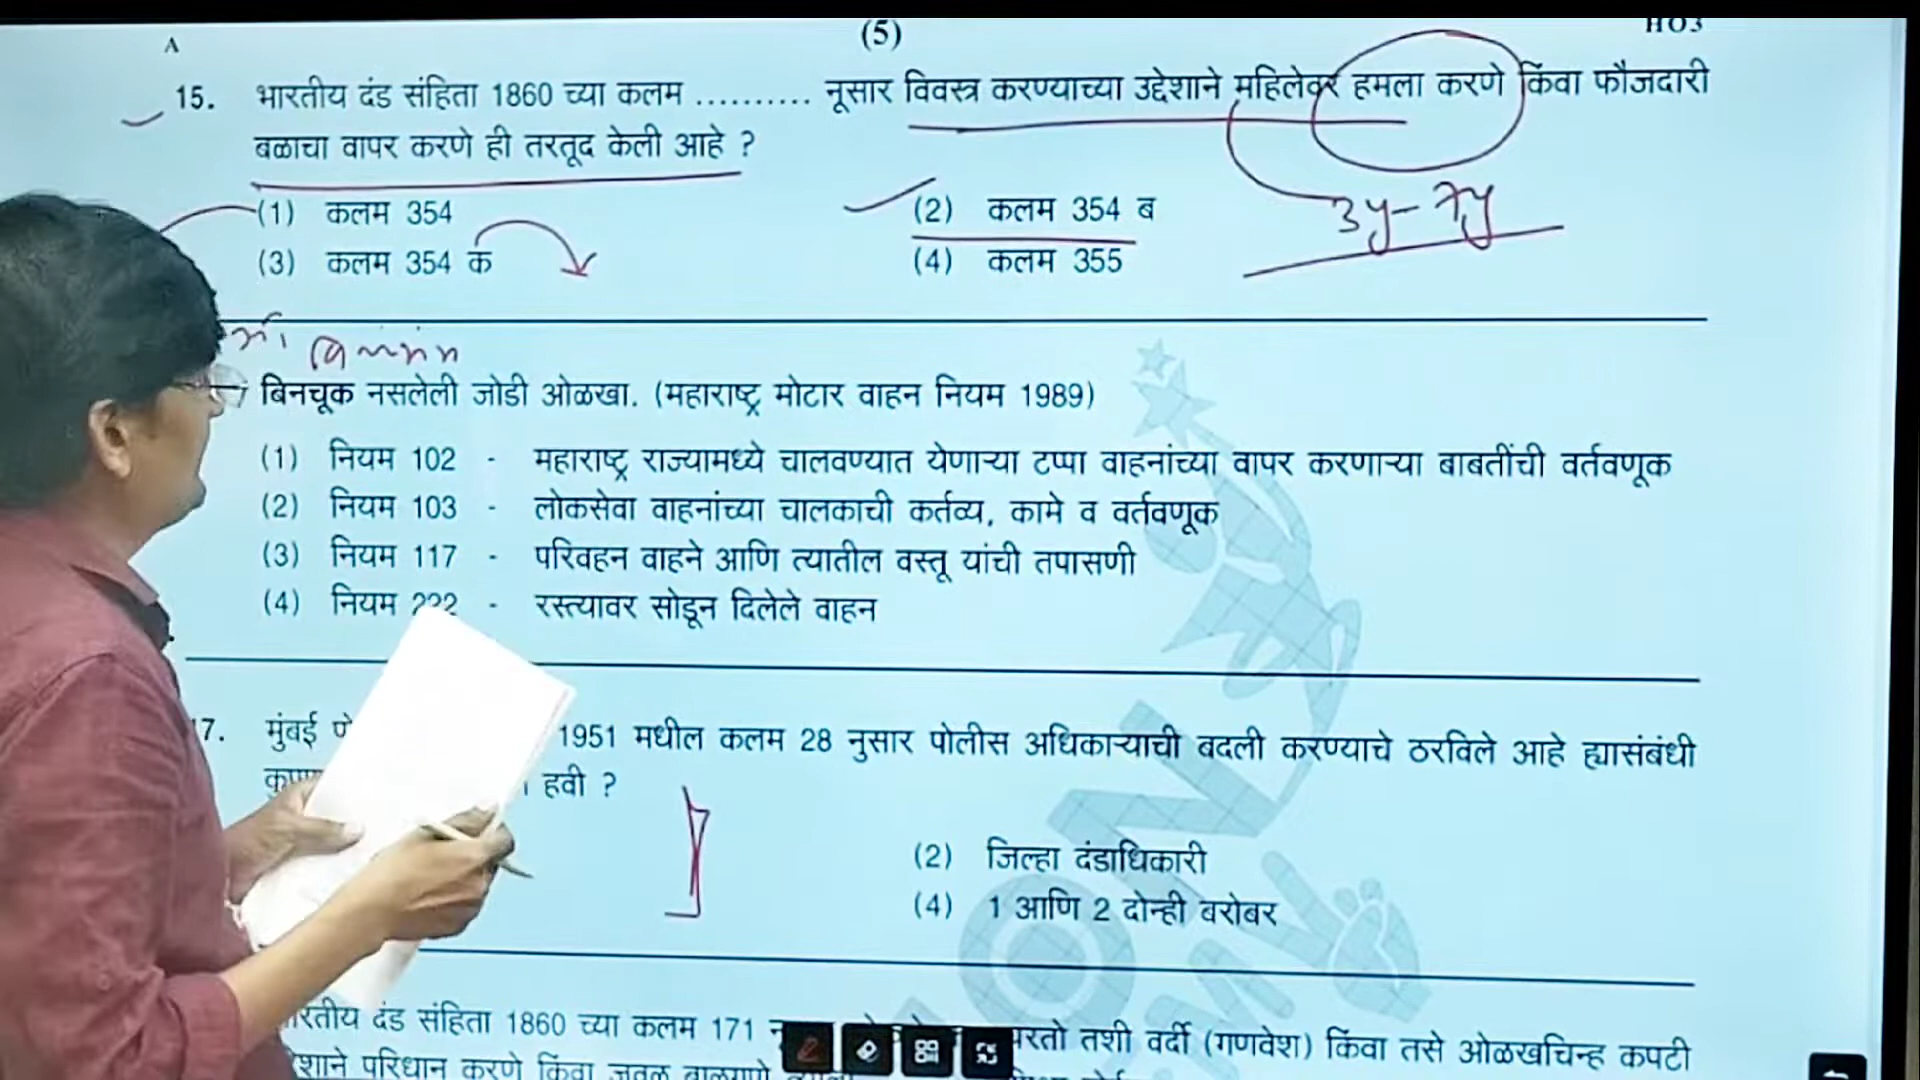 A
(5)
HO3
15. भारतीय दंड संहिता 1860 च्या कलम .......... नूसार विवस्त्र करण्याच्या उद्देशाने महिलेवर हमला करणे किंवा फौजदारी
बळाचा वापर करणे ही तरतूद केली आहे ?
(1) कलम 354 (2) कलम 354 ब
3y - 7y
(3) कलम 354 क (4) कलम 355
बिनचूक नसलेली जोडी ओळखा. (महाराष्ट्र मोटार वाहन नियम 1989)
(1) नियम 102 - महाराष्ट्र राज्यामध्ये चालवण्यात येणाऱ्या टप्पा वाहनांच्या वापर करणाऱ्या बाबतींची वर्तवणूक
(2) नियम 103 - लोकसेवा वाहनांच्या चालकाची कर्तव्य, कामे व वर्तवणूक
(3) नियम 117 - परिवहन वाहने आणि त्यातील वस्तू यांची तपासणी
(4) नियम - रस्त्यावर सोडून दिलेले वाहन
7. मुंबई 1951 मधील कलम 28 नुसार पोलीस अधिकाऱ्याची बदली करण्याचे ठरविले आहे ह्यासंबंधी
हवी ?
(2) जिल्हा दंडाधिकारी
(4) 1 आणि 2 दोन्ही बरोबर
दंड संहिता 1860 च्या कलम 171 तशी वर्दी (गणवेश) किंवा तसे ओळखचिन्ह कपटी
परिधान करणे किंवा जवळ